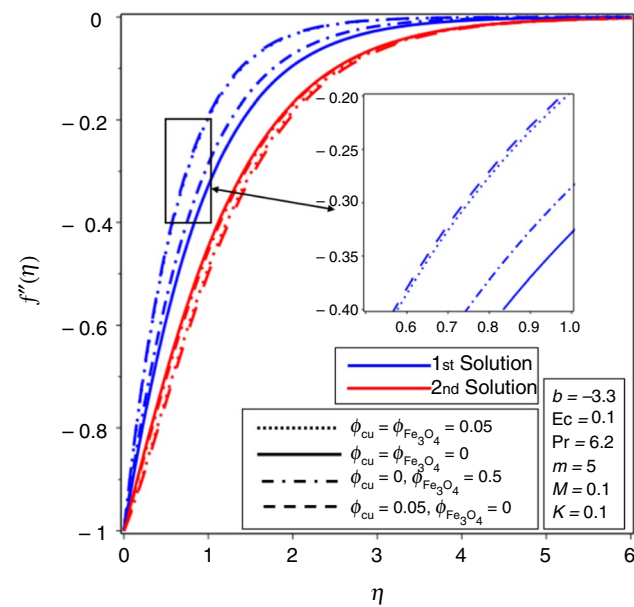 0
− 0.2
− 0.4
− 0.6
− 0.8
− 1
f″(η)
0 1 2 3 4 5 6
η
− 0.20
− 0.25
− 0.30
− 0.35
− 0.40
0.6 0.7 0.8 0.9 1.0
1st Solution
2nd Solution
ϕcu = ϕFe3O4 = 0.05
ϕcu = ϕFe3O4 = 0
ϕcu = 0, ϕFe3O4 = 0.5
ϕcu = 0.05, ϕFe3O4 = 0
b = −3.3
Ec = 0.1
Pr = 6.2
m = 5
M = 0.1
K = 0.1